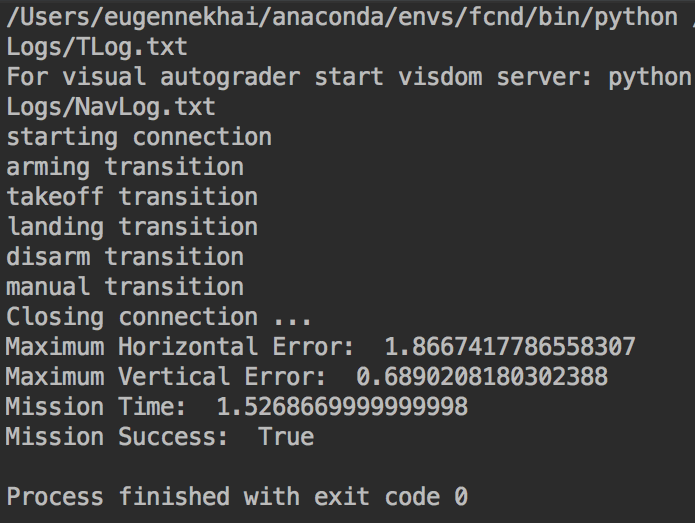 /Users/eugennekhai/anaconda/envs/fcnd/bin/python /
Logs/TLog.txt
For visual autograder start visdom server: python
Logs/NavLog.txt
starting connection
arming transition
takeoff transition
landing transition
disarm transition
manual transition
Closing connection ...
Maximum Horizontal Error:  1.8667417786558307
Maximum Vertical Error:  0.6890208180302388
Mission Time:  1.5268669999999998
Mission Success:  True
Process finished with exit code 0